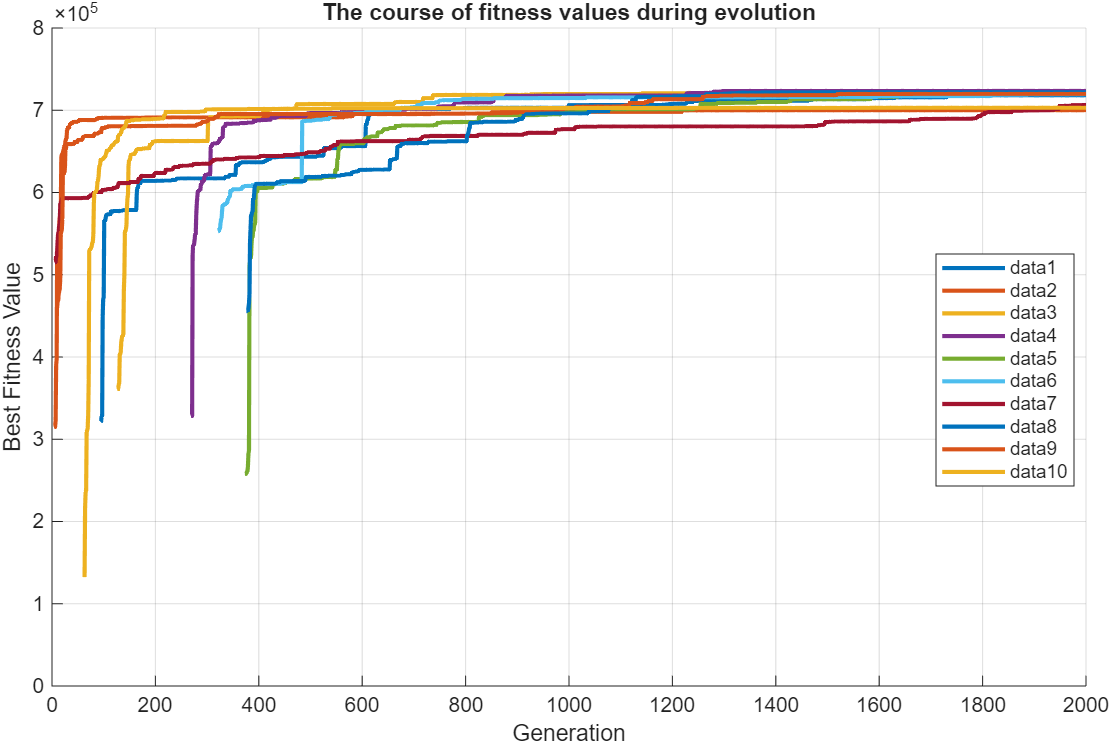 The course of fitness values during evolution
×10⁵
8
7
6
5
4
3
2
1
0
Best Fitness Value
0 200 400 600 800 1000 1200 1400 1600 1800 2000
Generation
data1
data2
data3
data4
data5
data6
data7
data8
data9
data10